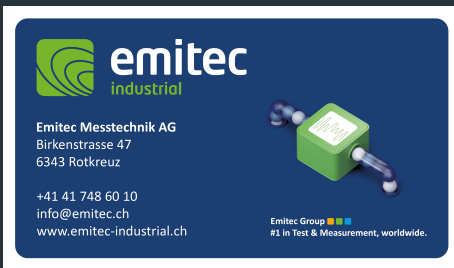 emitec
industrial
Emitec Messtechnik AG
Birkenstrasse 47
6343 Rotkreuz
+41 41 748 60 10
info@emitec.ch
www.emitec-industrial.ch
Emitec Group
#1 in Test & Measurement, worldwide.